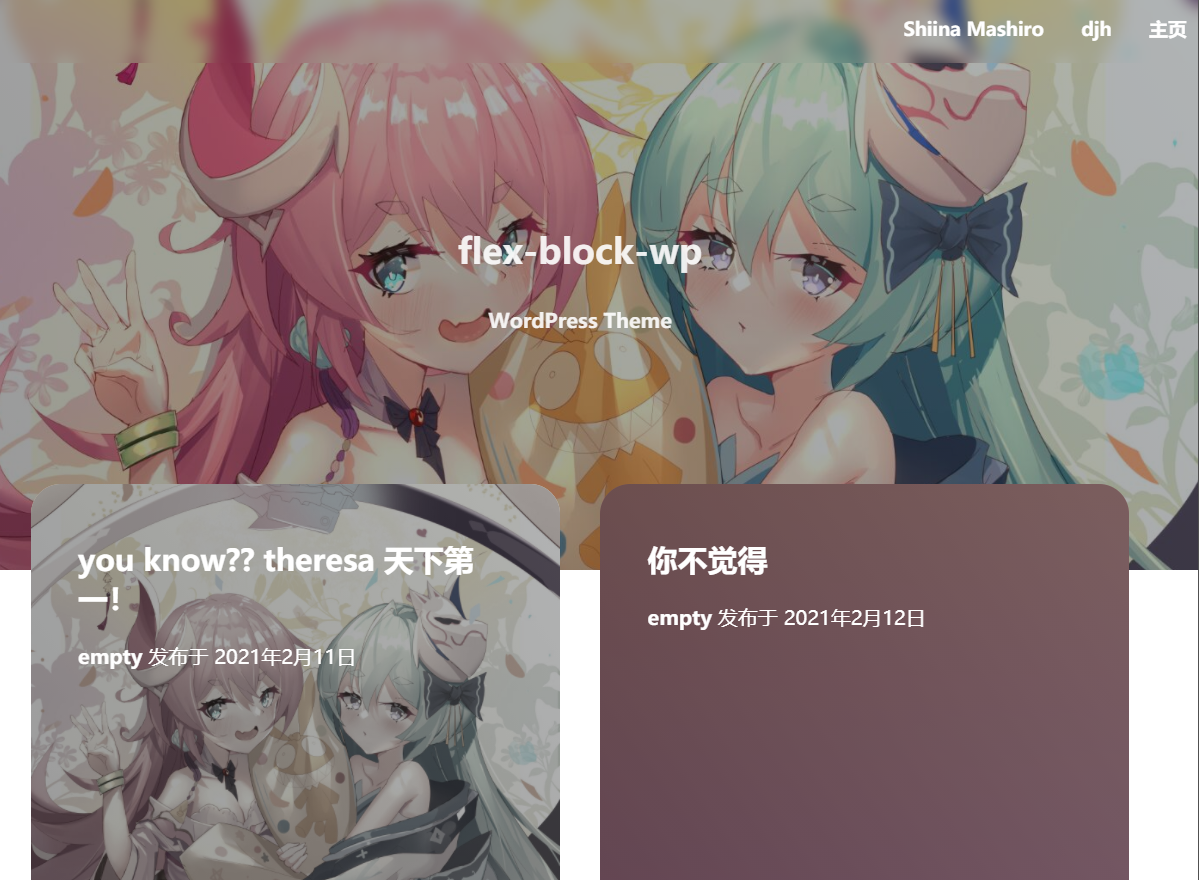 Shiina Mashiro djh 主页
flex-block-wp
WordPress Theme
you know?? theresa 天下第
一！
empty 发布于 2021年2月11日
你不觉得
empty 发布于 2021年2月12日